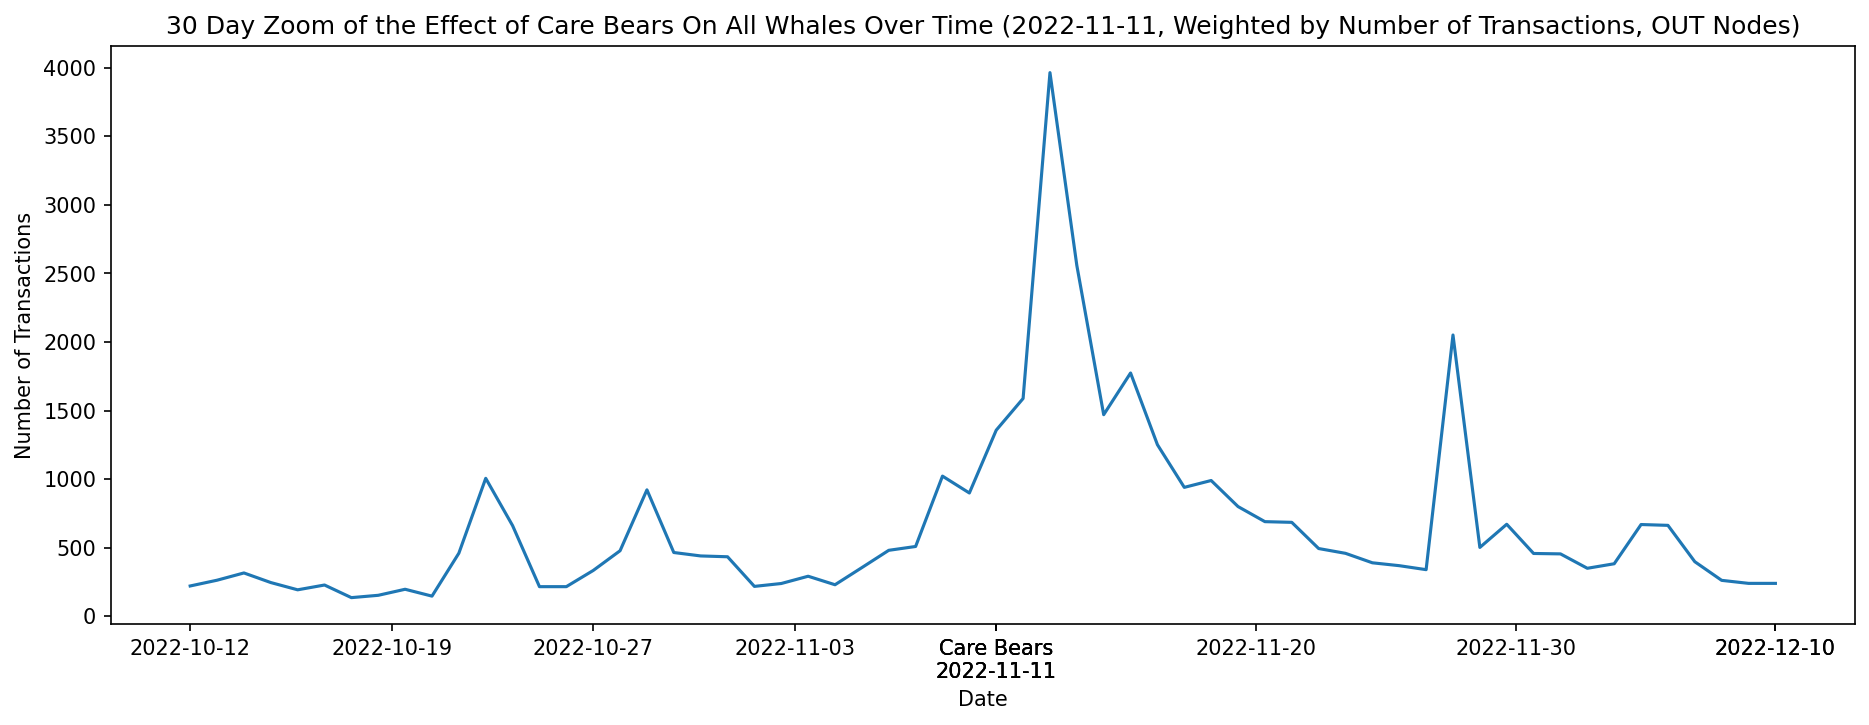 30 Day Zoom of the Effect of Care Bears On All Whales Over Time (2022-11-11, Weighted by Number of Transactions, OUT Nodes)
Number of Transactions
4000
3500
3000
2500
2000
1500
1000
500
0
2022-10-12 2022-10-19 2022-10-27 2022-11-03 Care Bears 2022-11-20 2022-11-30 2022-12-10
2022-11-11
Date